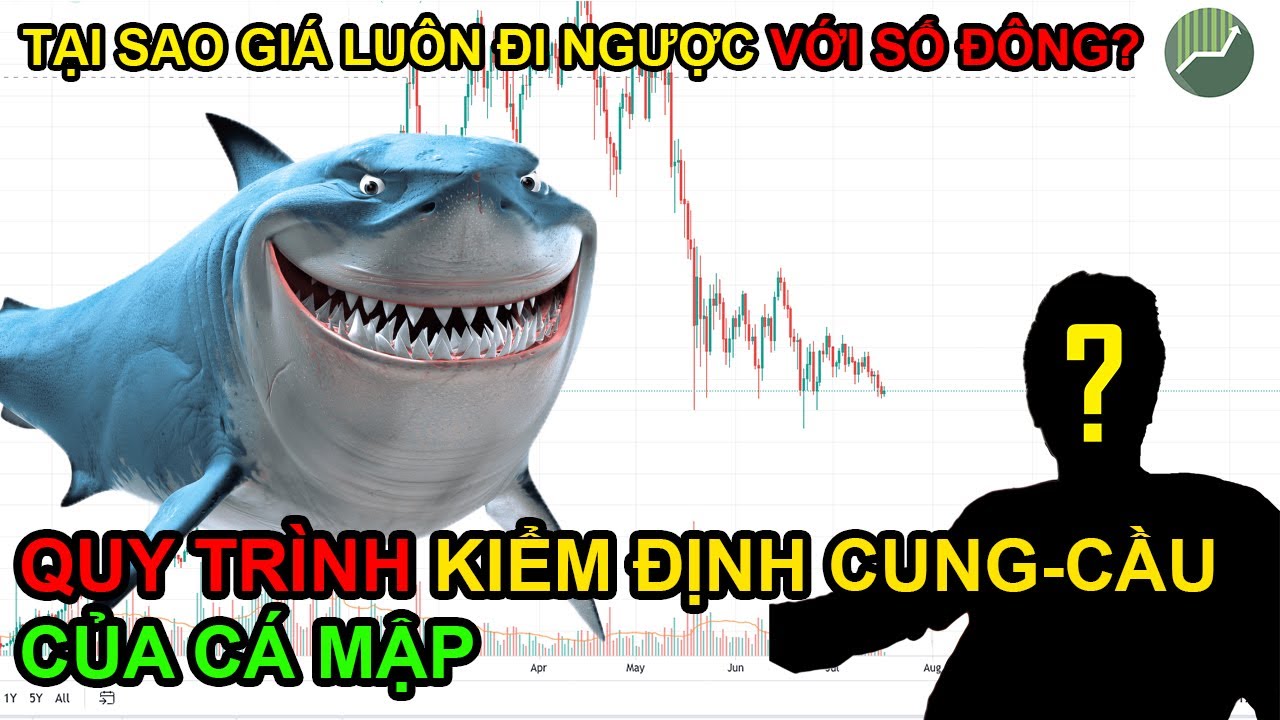 TẠI SAO GIÁ LUÔN ĐI NGƯỢC VỚI SỐ ĐÔNG?
?
QUY TRÌNH KIỂM ĐỊNH CUNG-CẦU
CỦA CÁ MẬP
Apr May Jun Jul Aug
1Y 5Y All